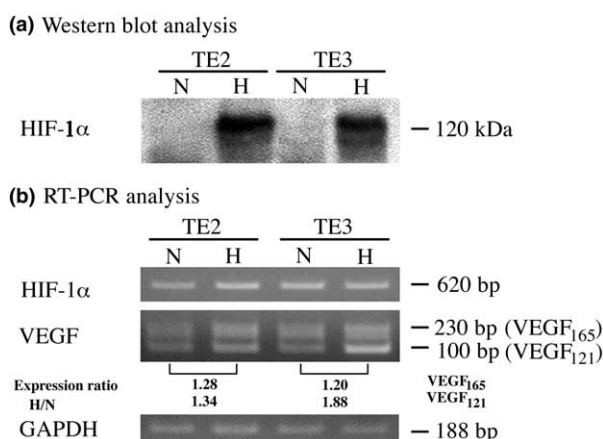 (a) Western blot analysis
TE2 TE3
N H N H
HIF-1α — 120 kDa
(b) RT-PCR analysis
TE2 TE3
N H N H
HIF-1α — 620 bp
VEGF — 230 bp (VEGF₁₆₅)
— 100 bp (VEGF₁₂₁)
Expression ratio 1.28 1.20 VEGF₁₆₅
H/N 1.34 1.88 VEGF₁₂₁
GAPDH — 188 bp